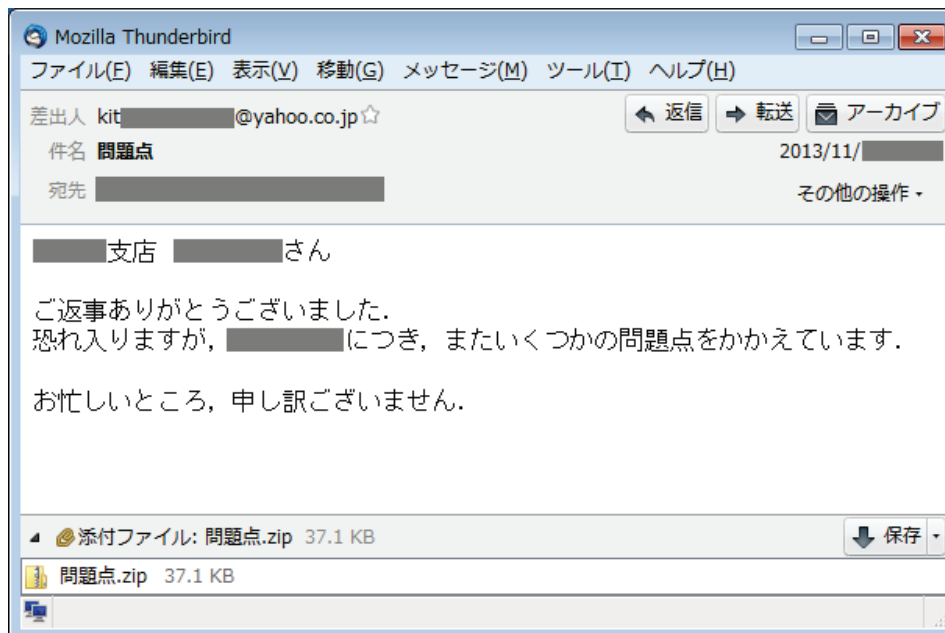 Mozilla Thunderbird
ファイル(F) 編集(E) 表示(V) 移動(G) メッセージ(M) ツール(T) ヘルプ(H)
差出人 kit @yahoo.co.jp 返信 転送 アーカイブ
件名 問題点 2013/11/
宛先 その他の操作
支店 さん
ご返事ありがとうございました.
恐れ入りますが, につき, またいくつかの問題点をかかえています.
お忙しいところ, 申し訳ございません.
添付ファイル: 問題点.zip 37.1 KB 保存
問題点.zip 37.1 KB